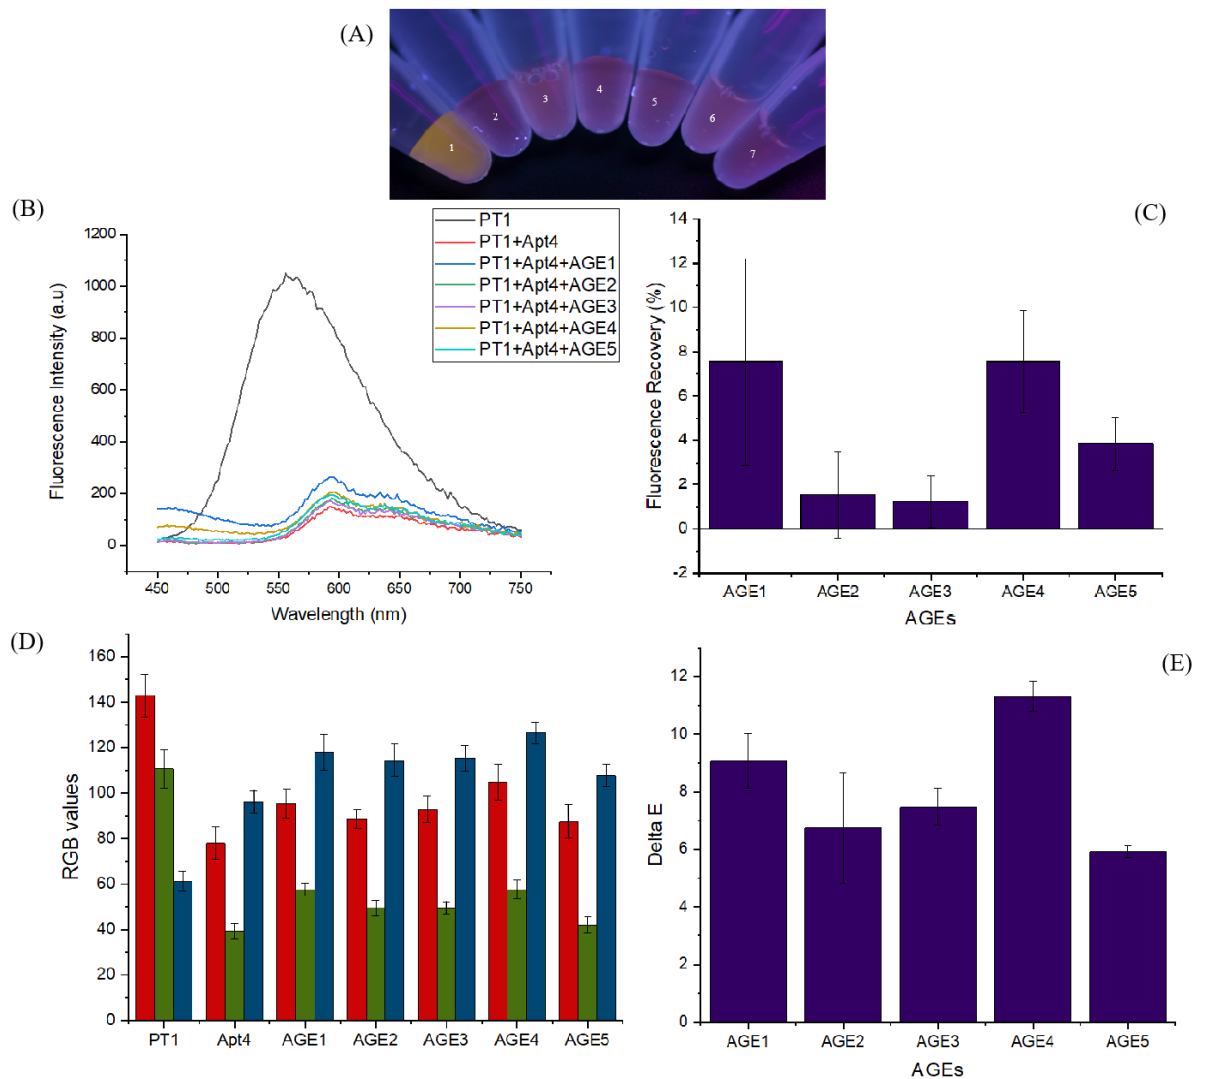 (A)
1
2
3
4
5
6
7
(B)
PT1
PT1+Apt4
PT1+Apt4+AGE1
PT1+Apt4+AGE2
PT1+Apt4+AGE3
PT1+Apt4+AGE4
PT1+Apt4+AGE5
1200
1000
800
600
400
200
0
Fluorescence Intensity (a.u)
450 500 550 600 650 700 750
Wavelength (nm)
(C)
14
12
10
8
6
4
2
0
-2
Fluorescence Recovery (%)
AGE1 AGE2 AGE3 AGE4 AGE5
AGEs
(D)
160
140
120
100
80
60
40
20
0
RGB values
PT1 Apt4 AGE1 AGE2 AGE3 AGE4 AGE5
(E)
12
10
8
6
4
2
0
Delta E
AGE1 AGE2 AGE3 AGE4 AGE5
AGEs